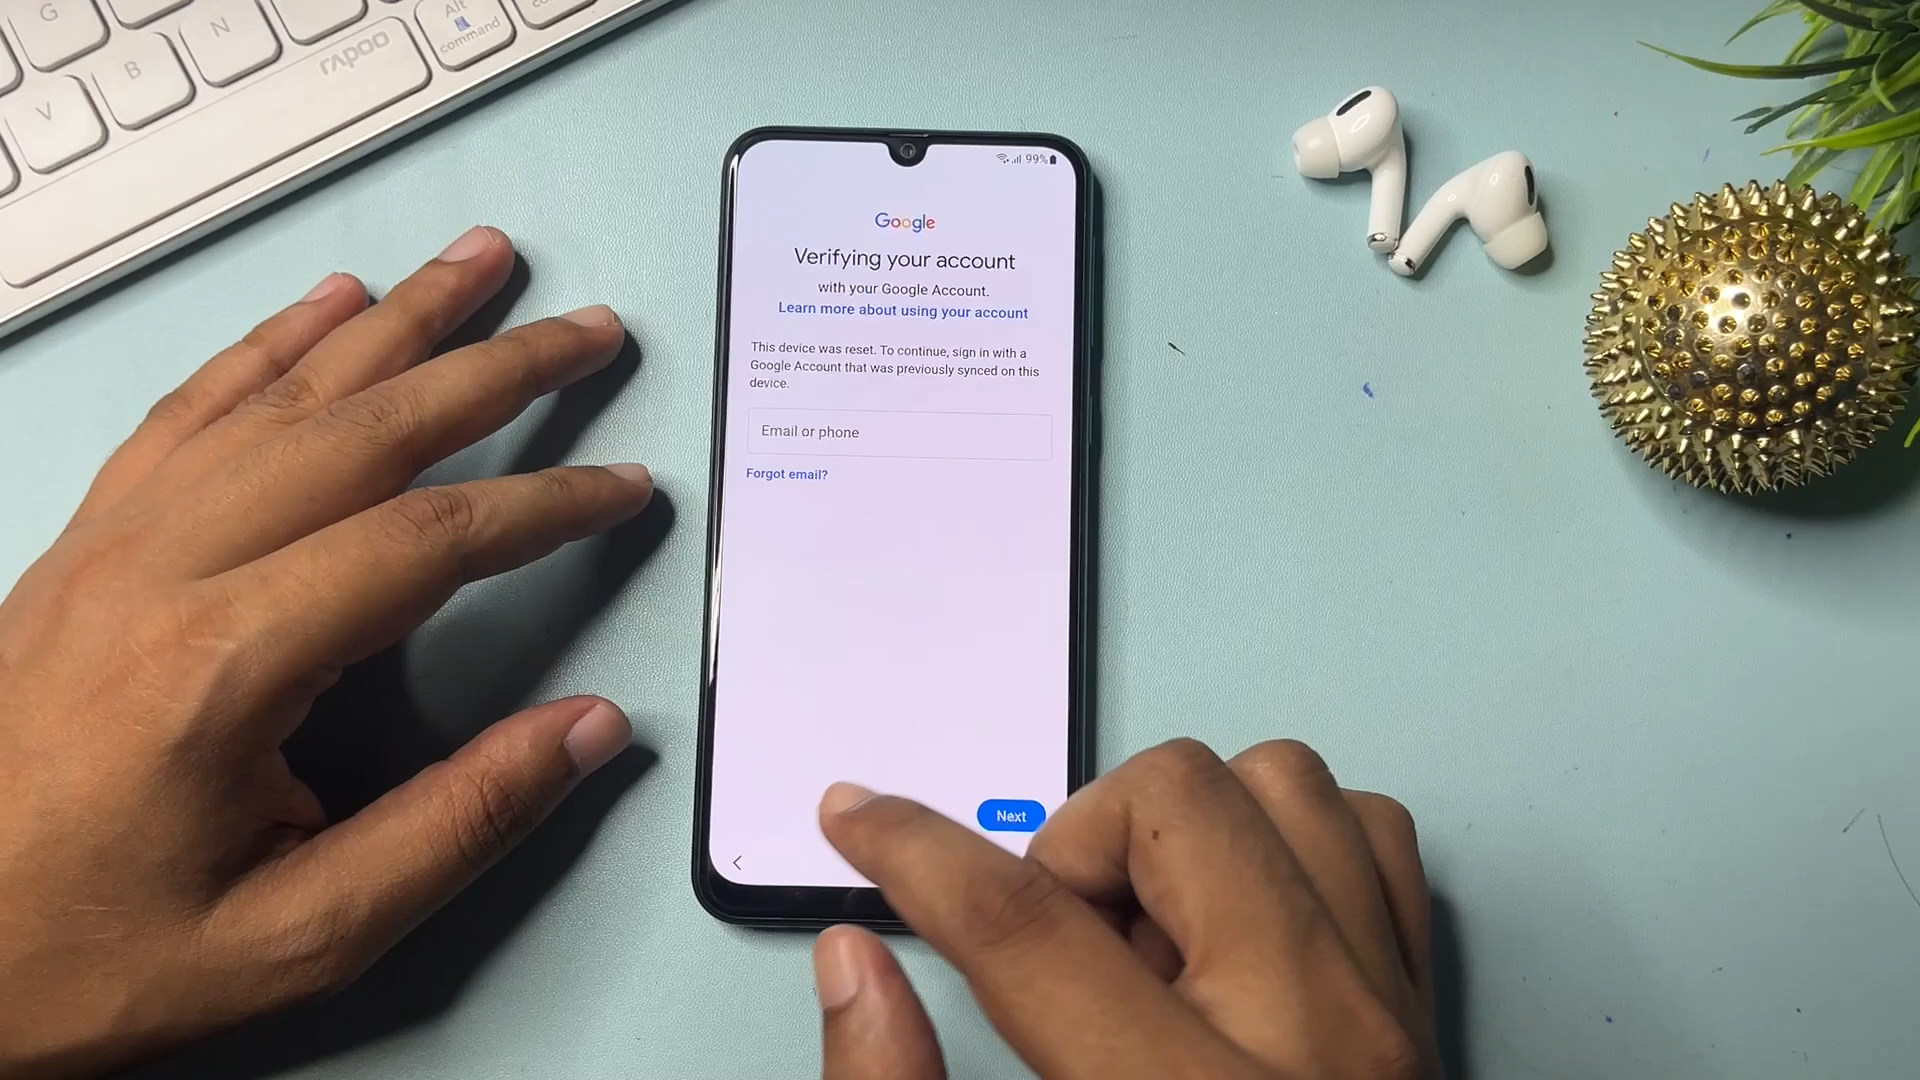 G
N
Alt
command
B
rapoo
V
99%
Google
Verifying your account
with your Google Account.
Learn more about using your account
This device was reset. To continue, sign in with a
Google Account that was previously synced on this
device.
Email or phone
Forgot email?
Next